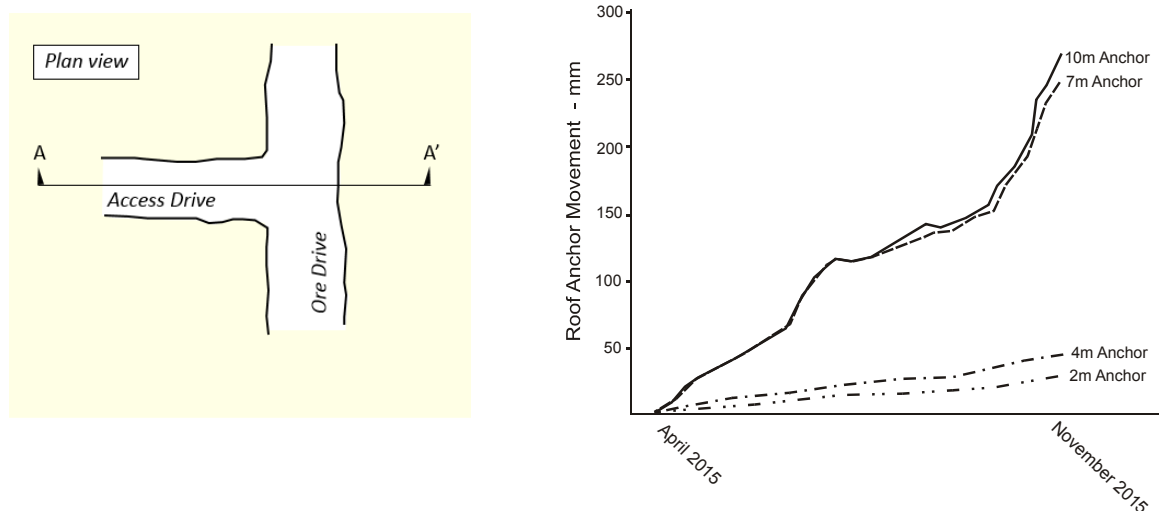 Plan view
A
A'
Access Drive
Ore Drive
Roof Anchor Movement - mm
300
250
200
150
100
50
10m Anchor
7m Anchor
4m Anchor
2m Anchor
April 2015
November 2015